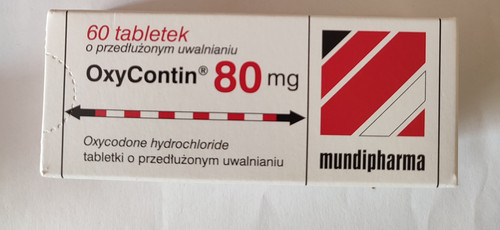 60 tabletek
o przedłużonym uwalnianiu
OxyContin® 80 mg
Oxycodone hydrochloride
tabletki o przedłużonym uwalnianiu
mundipharma